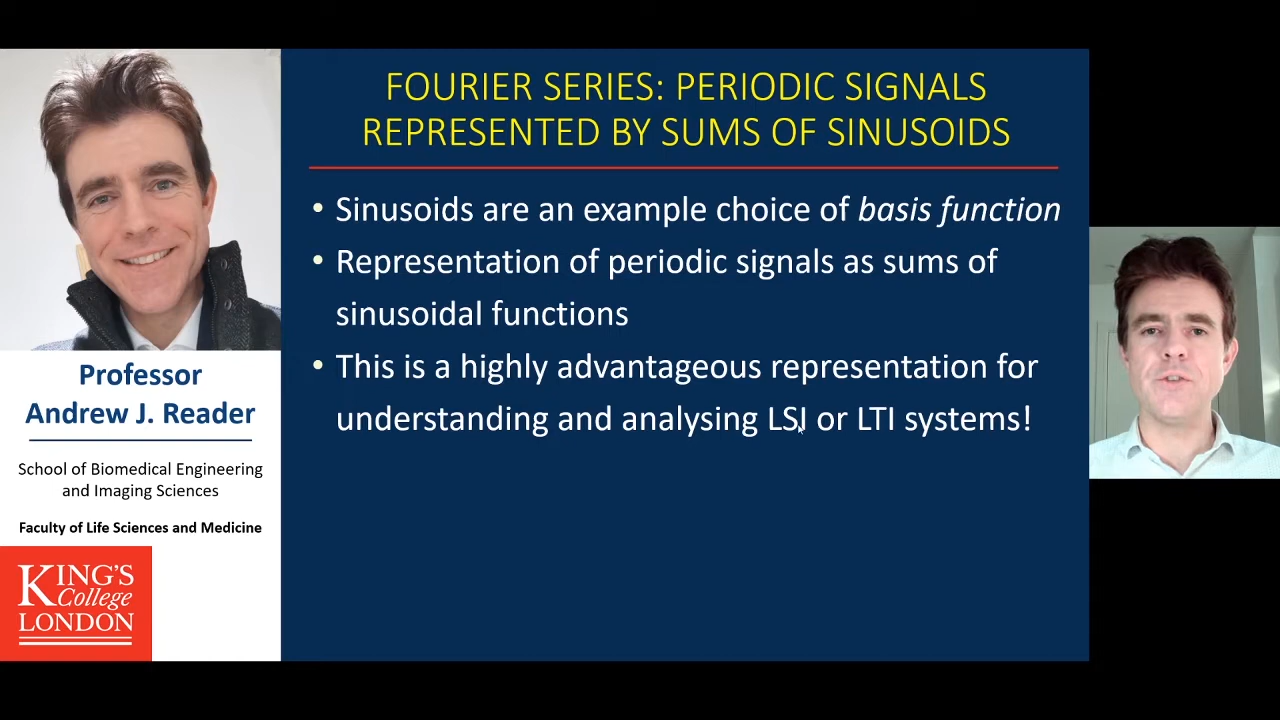 FOURIER SERIES: PERIODIC SIGNALS
REPRESENTED BY SUMS OF SINUSOIDS
• Sinusoids are an example choice of basis function
• Representation of periodic signals as sums of
sinusoidal functions
• This is a highly advantageous representation for
understanding and analysing LSI or LTI systems!
Professor
Andrew J. Reader
School of Biomedical Engineering
and Imaging Sciences
Faculty of Life Sciences and Medicine
KING'S
College
LONDON